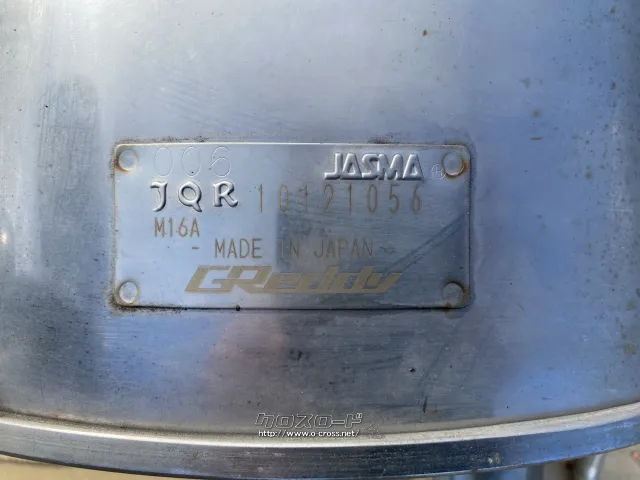 006 JASMA®
JQR 10121056
M16A
- MADE IN JAPAN -
GReddy
クロスロード
http://www.o-cross.net/